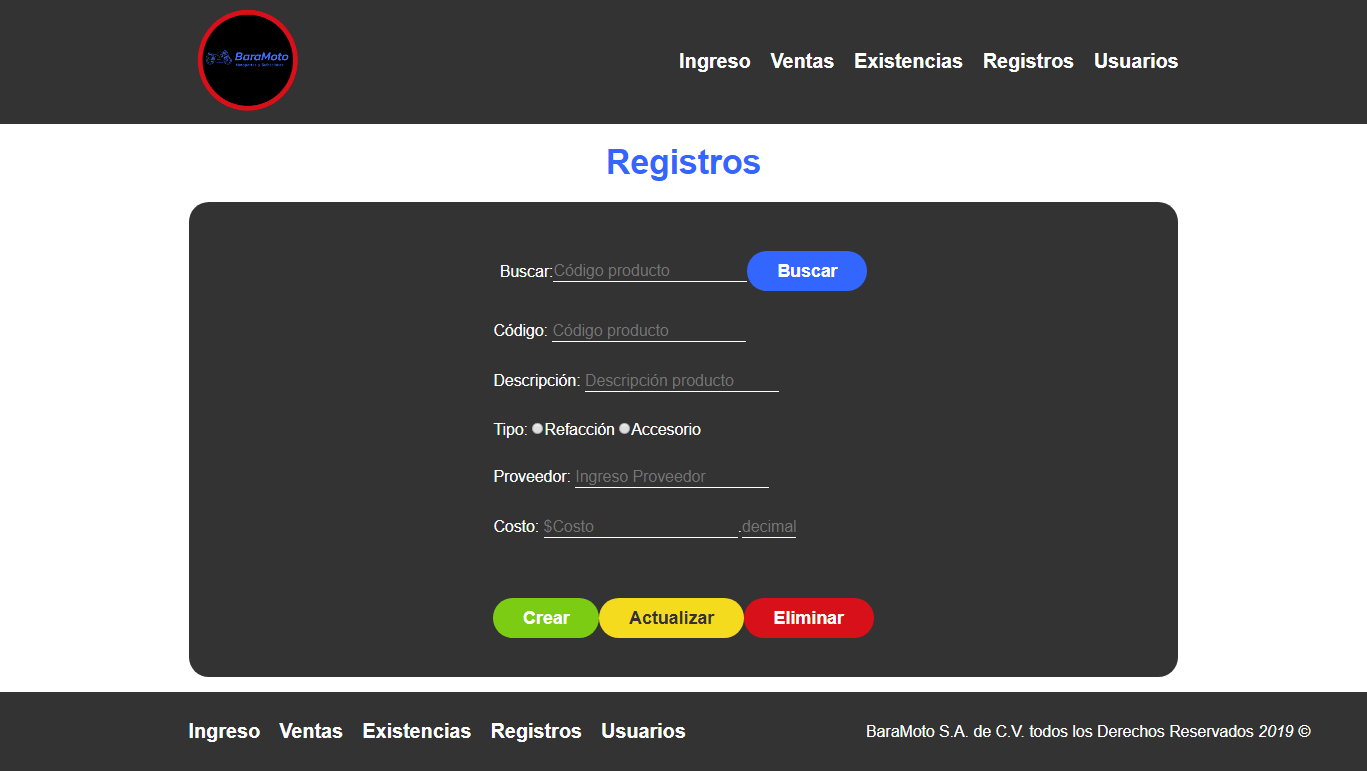 BaraMoto
Ingreso Ventas Existencias Registros Usuarios
Registros
Buscar:Código producto Buscar
Código: Código producto
Descripción: Descripción producto
Tipo: Refacción Accesorio
Proveedor: Ingreso Proveedor
Costo: $Costo .decimal
Crear Actualizar Eliminar
Ingreso Ventas Existencias Registros Usuarios BaraMoto S.A. de C.V. todos los Derechos Reservados 2019 ©